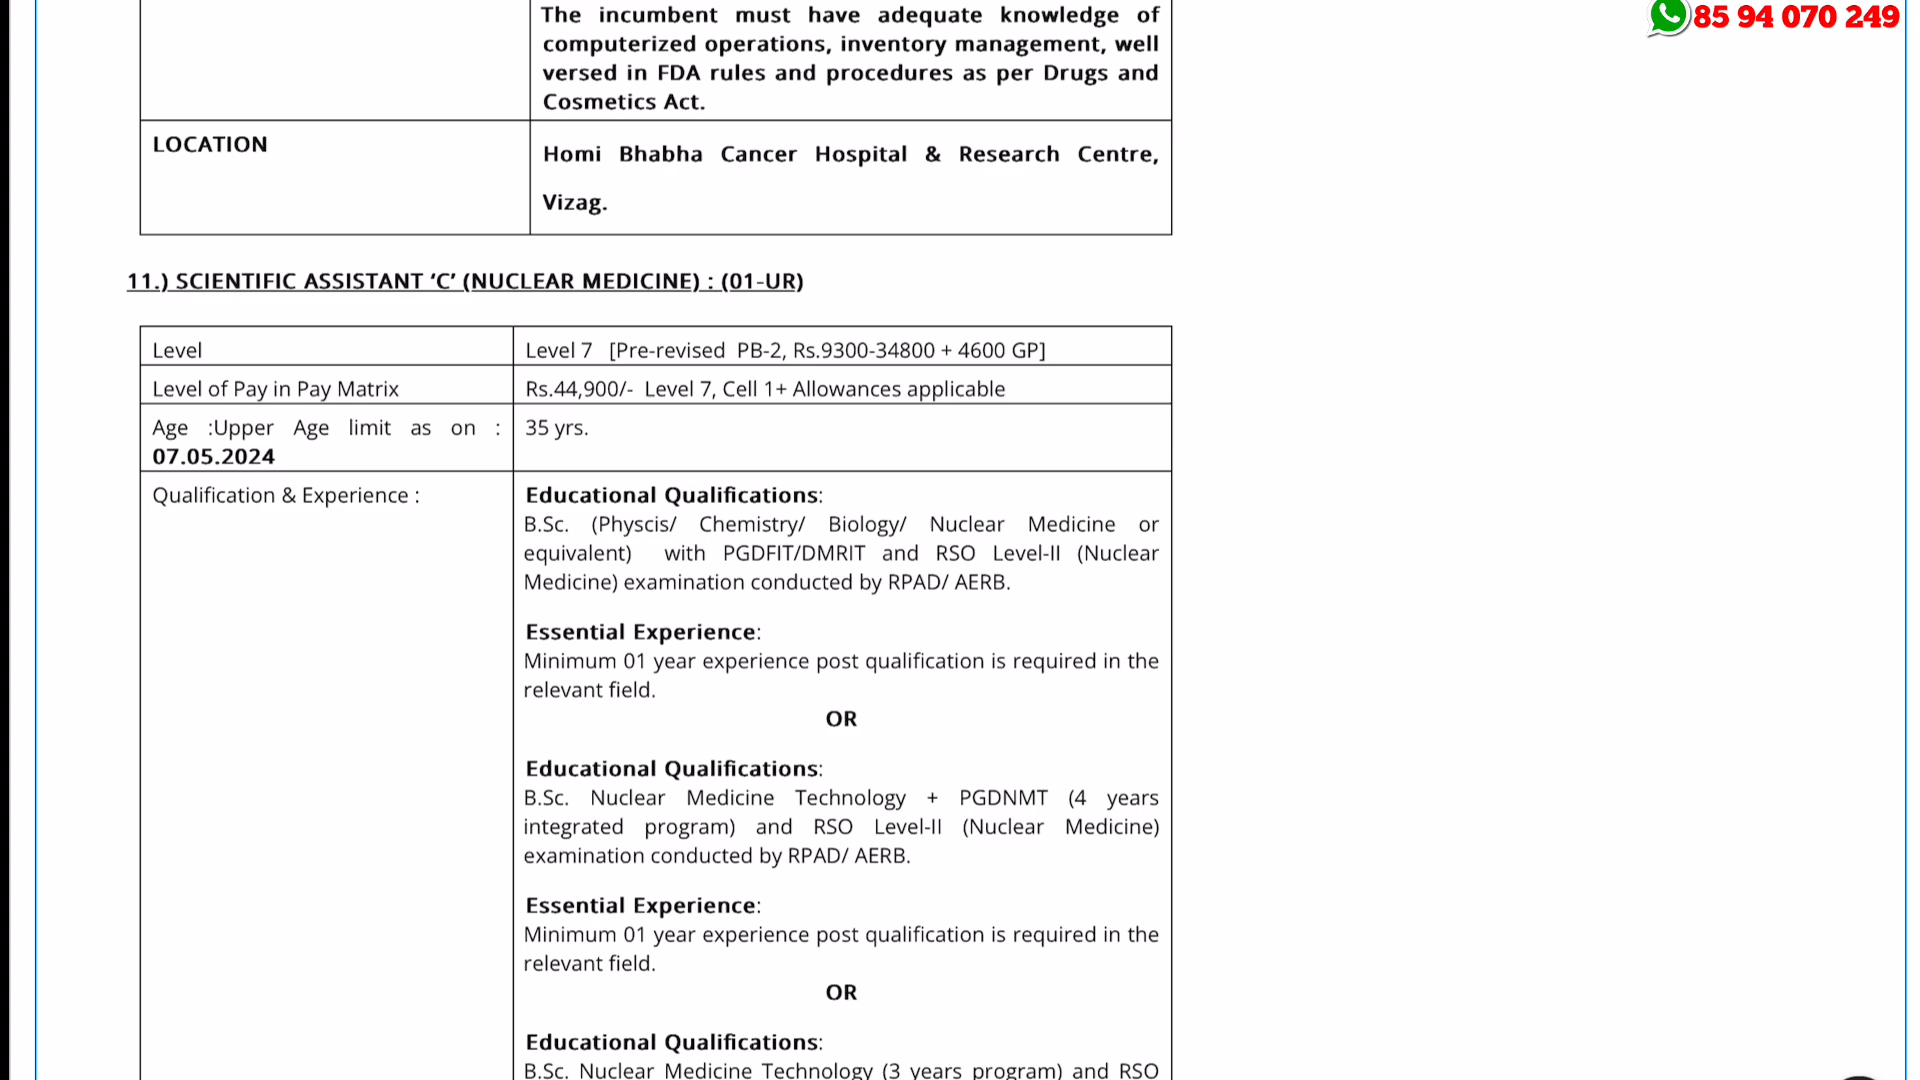 85 94 070 249
The incumbent must have adequate knowledge of
computerized operations, inventory management, well
versed in FDA rules and procedures as per Drugs and
Cosmetics Act.
LOCATION
Homi Bhabha Cancer Hospital & Research Centre,
Vizag.
11.) SCIENTIFIC ASSISTANT ‘C’ (NUCLEAR MEDICINE) : (01-UR)
Level
Level 7 [Pre-revised PB-2, Rs.9300-34800 + 4600 GP]
Level of Pay in Pay Matrix
Rs.44,900/- Level 7, Cell 1+ Allowances applicable
Age :Upper Age limit as on :
07.05.2024
35 yrs.
Qualification & Experience :
Educational Qualifications:
B.Sc. (Physcis/ Chemistry/ Biology/ Nuclear Medicine or
equivalent) with PGDFIT/DMRIT and RSO Level-II (Nuclear
Medicine) examination conducted by RPAD/ AERB.
Essential Experience:
Minimum 01 year experience post qualification is required in the
relevant field.
OR
Educational Qualifications:
B.Sc. Nuclear Medicine Technology + PGDNMT (4 years
integrated program) and RSO Level-II (Nuclear Medicine)
examination conducted by RPAD/ AERB.
Essential Experience:
Minimum 01 year experience post qualification is required in the
relevant field.
OR
Educational Qualifications:
B.Sc. Nuclear Medicine Technology (3 years program) and RSO